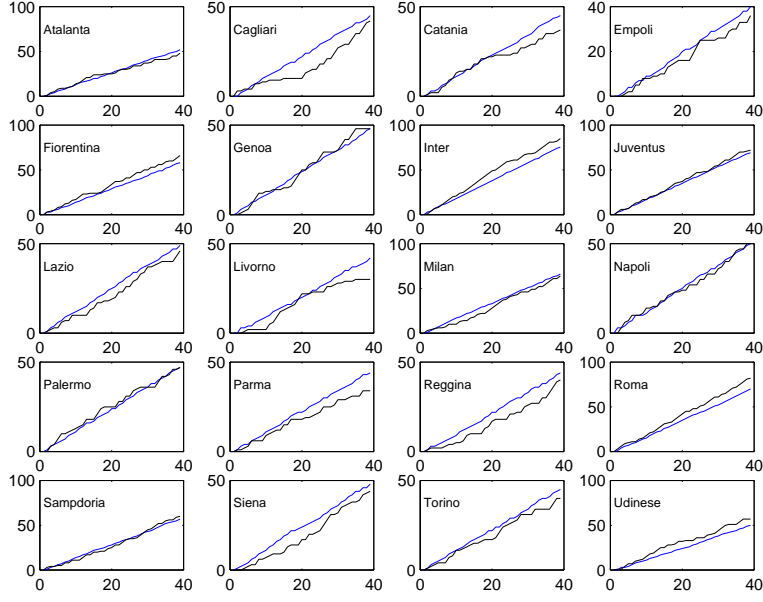 100
50
0
Atalanta
0 20 40
50
0
Cagliari
0 20 40
50
0
Catania
0 20 40
40
20
0
Empoli
0 20 40
100
50
0
Fiorentina
0 20 40
50
0
Genoa
0 20 40
100
50
0
Inter
0 20 40
100
50
0
Juventus
0 20 40
50
0
Lazio
0 20 40
50
0
Livorno
0 20 40
100
50
0
Milan
0 20 40
50
0
Napoli
0 20 40
50
0
Palermo
0 20 40
50
0
Parma
0 20 40
50
0
Reggina
0 20 40
100
50
0
Roma
0 20 40
100
50
0
Sampdoria
0 20 40
50
0
Siena
0 20 40
50
0
Torino
0 20 40
100
50
0
Udinese
0 20 40